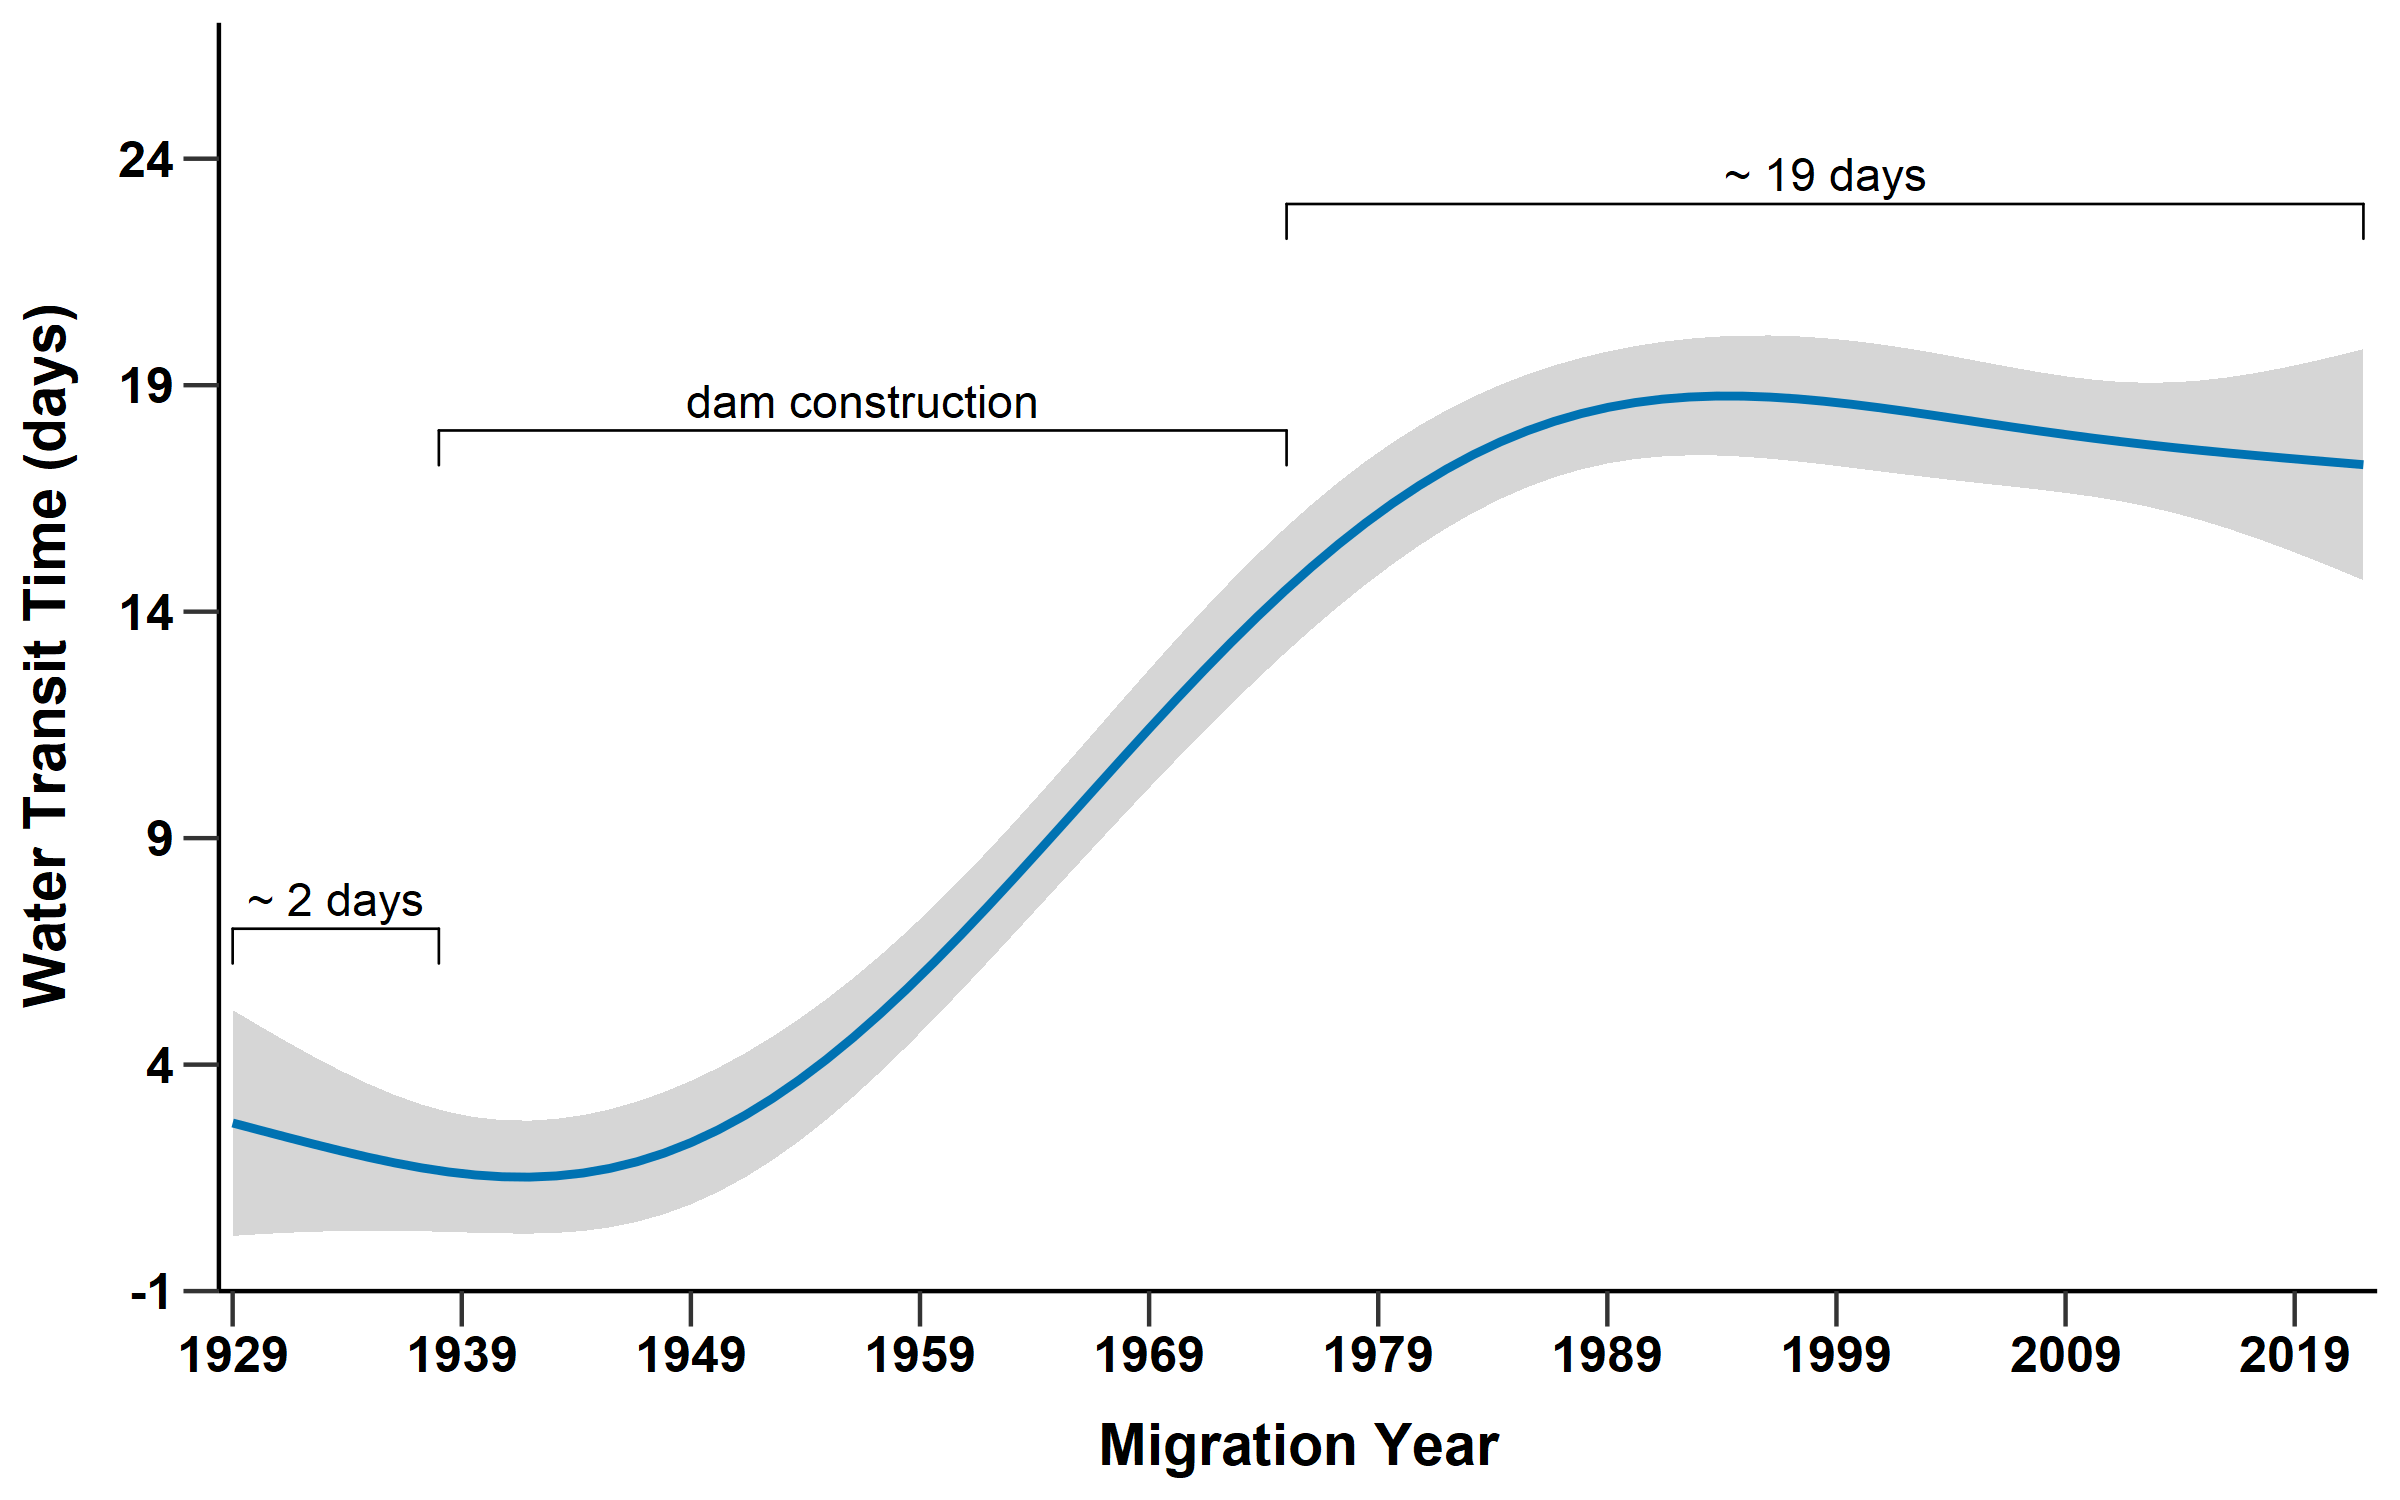 24
~ 19 days
19
dam construction
14
9
~ 2 days
4
-1
Water Transit Time (days)
1929 1939 1949 1959 1969 1979 1989 1999 2009 2019
Migration Year